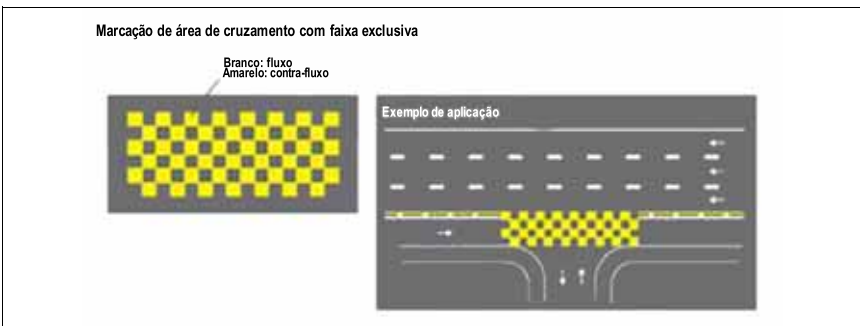 Marcação de área de cruzamento com faixa exclusiva
Branco: fluxo
Amarelo: contra-fluxo
Exemplo de aplicação